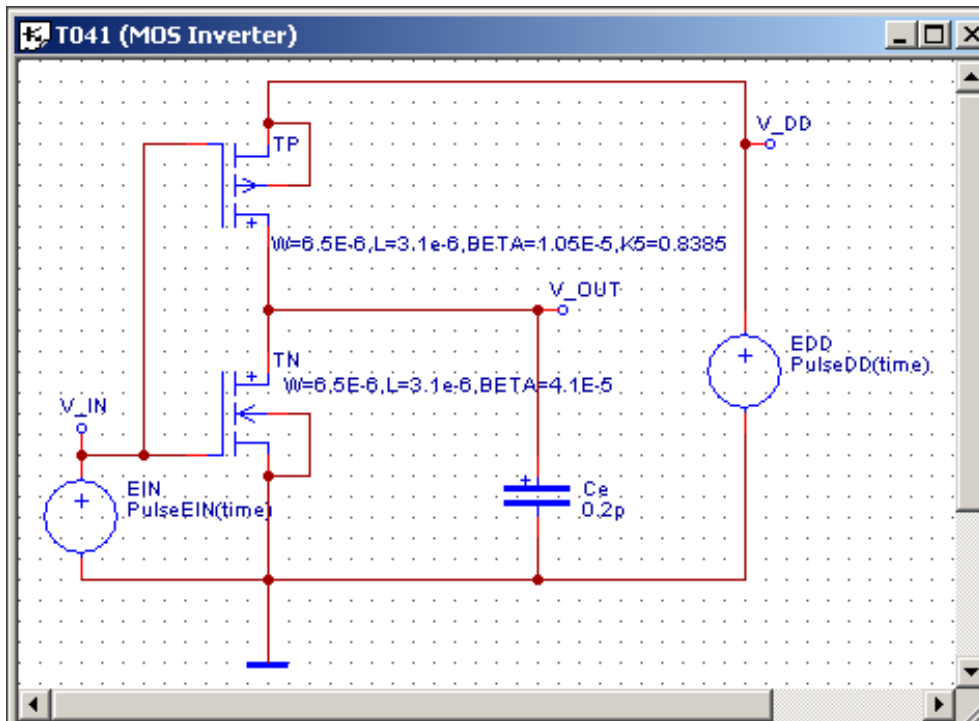 T041 (MOS Inverter)
V_DD
TP
W=6.5E-6,L=3.1e-6,BETA=1.05E-5,K5=0.8385
V_OUT
EDD
PulseDD(time)
TN
W=6.5E-6,L=3.1e-6,BETA=4.1E-5
V_IN
EIN
PulseEIN(time)
Ce
0.2p